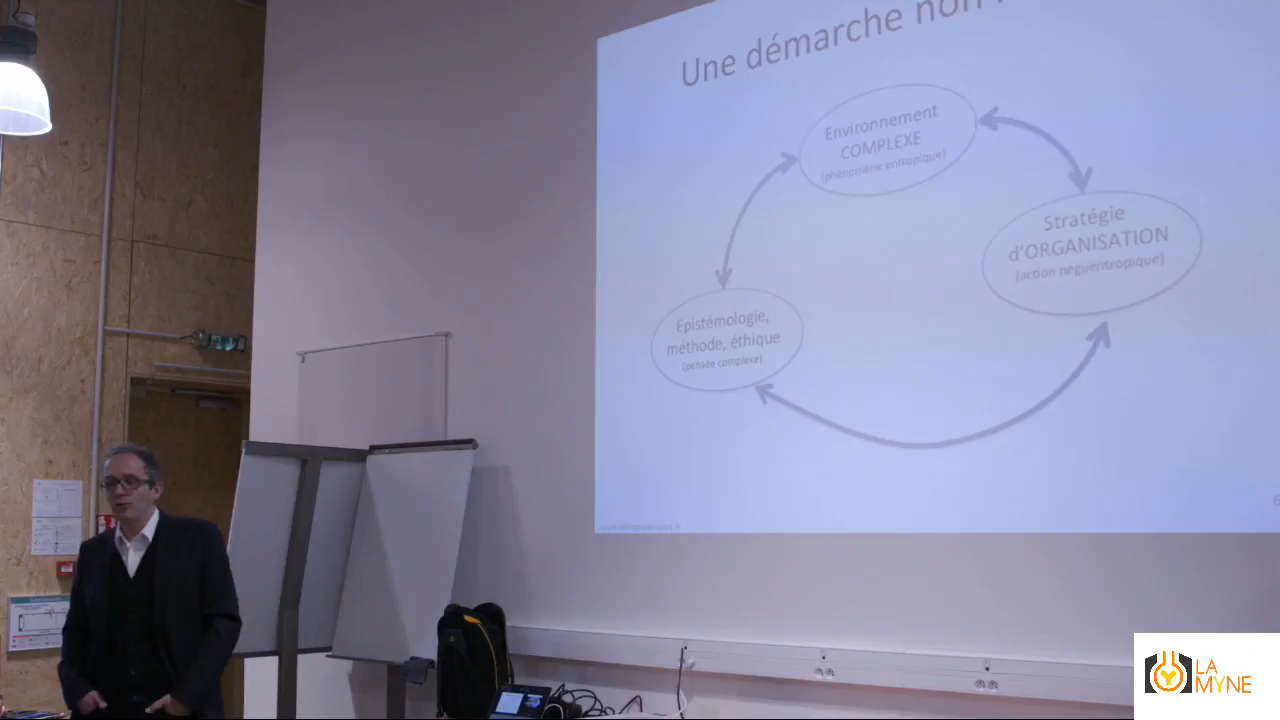 Une démarche non
Environnement
COMPLEXE
(phénomène entropique)
Stratégie
d'ORGANISATION
(action néguentropique)
Epistémologie,
méthode, éthique
(pensée complexe)
LA
MYNE